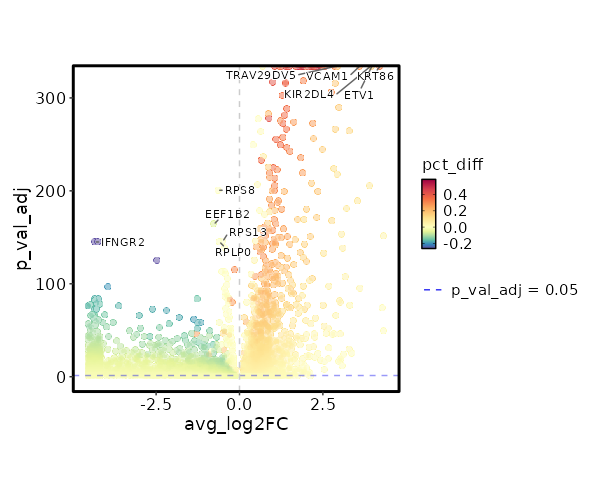 TRAV29DV5
VCAM1
KRT86
KIR2DL4
ETV1
RPS8
EEF1B2
RPS13
RPLP0
IFNGR2
300
200
100
0
p_val_adj
-2.5
0.0
2.5
avg_log2FC
pct_diff
0.4
0.2
0.0
-0.2
p_val_adj = 0.05